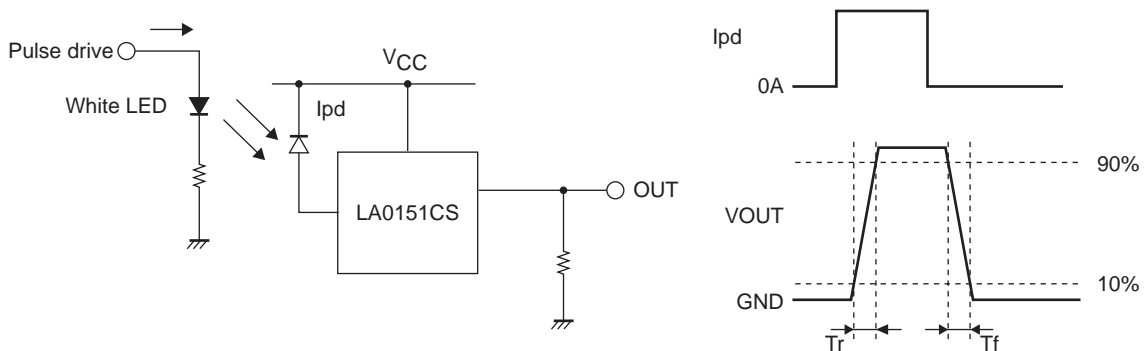 Pulse drive
White LED
VCC
Ipd
LA0151CS
OUT
Ipd
0A
90%
VOUT
10%
GND
Tr
Tf